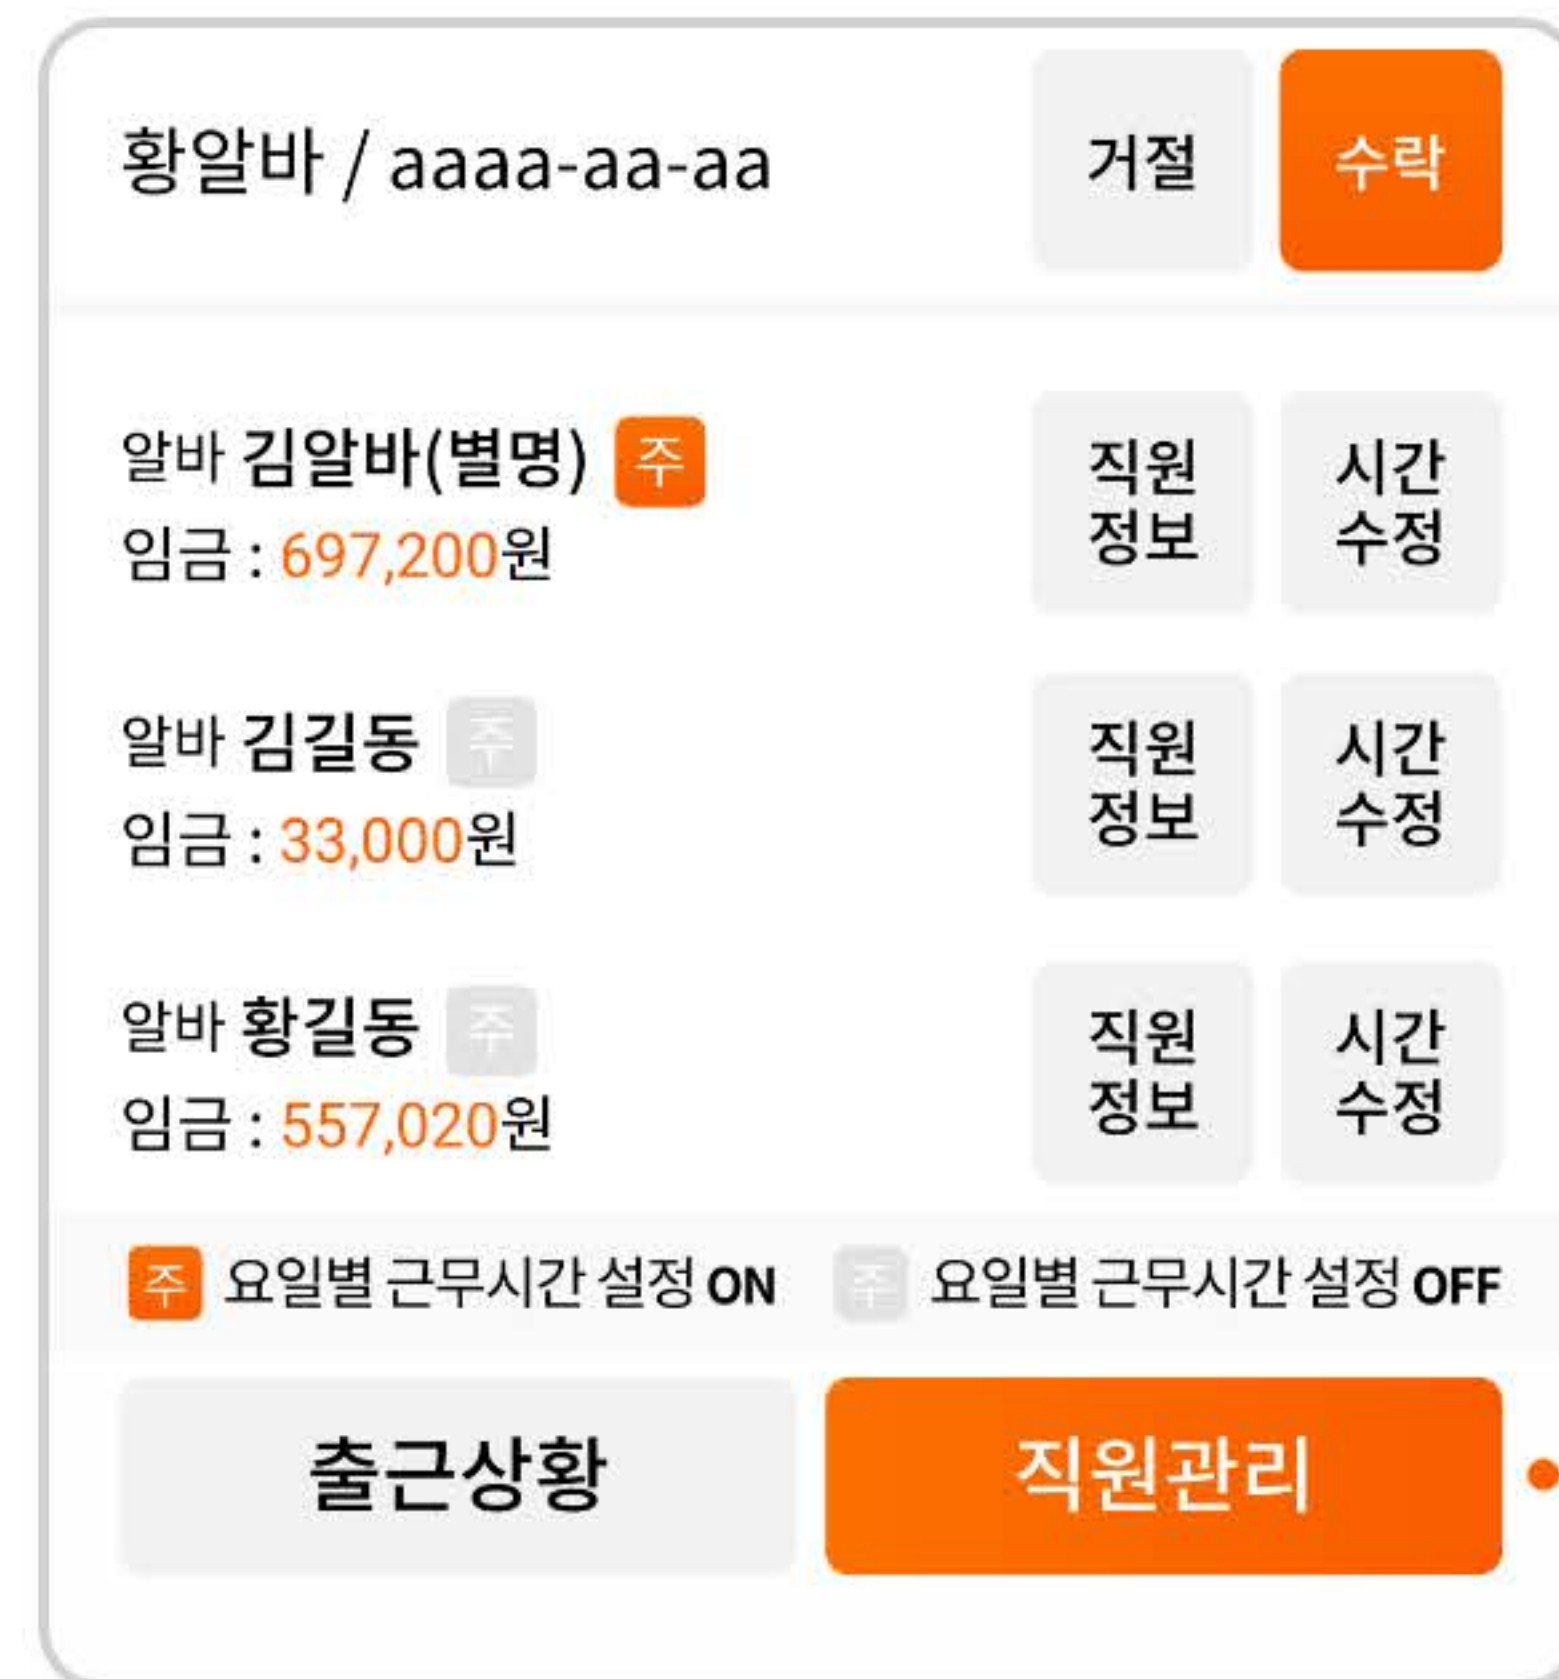 황알바 / aaaa-aa-aa 거절 수락
알바 김알바(별명) 주
임금 : 697,200원
직원
정보
시간
수정
알바 김길동 주
임금 : 33,000원
직원
정보
시간
수정
알바 황길동 주
임금 : 557,020원
직원
정보
시간
수정
주 요일별 근무시간 설정 ON 주 요일별 근무시간 설정 OFF
출근상황 직원관리